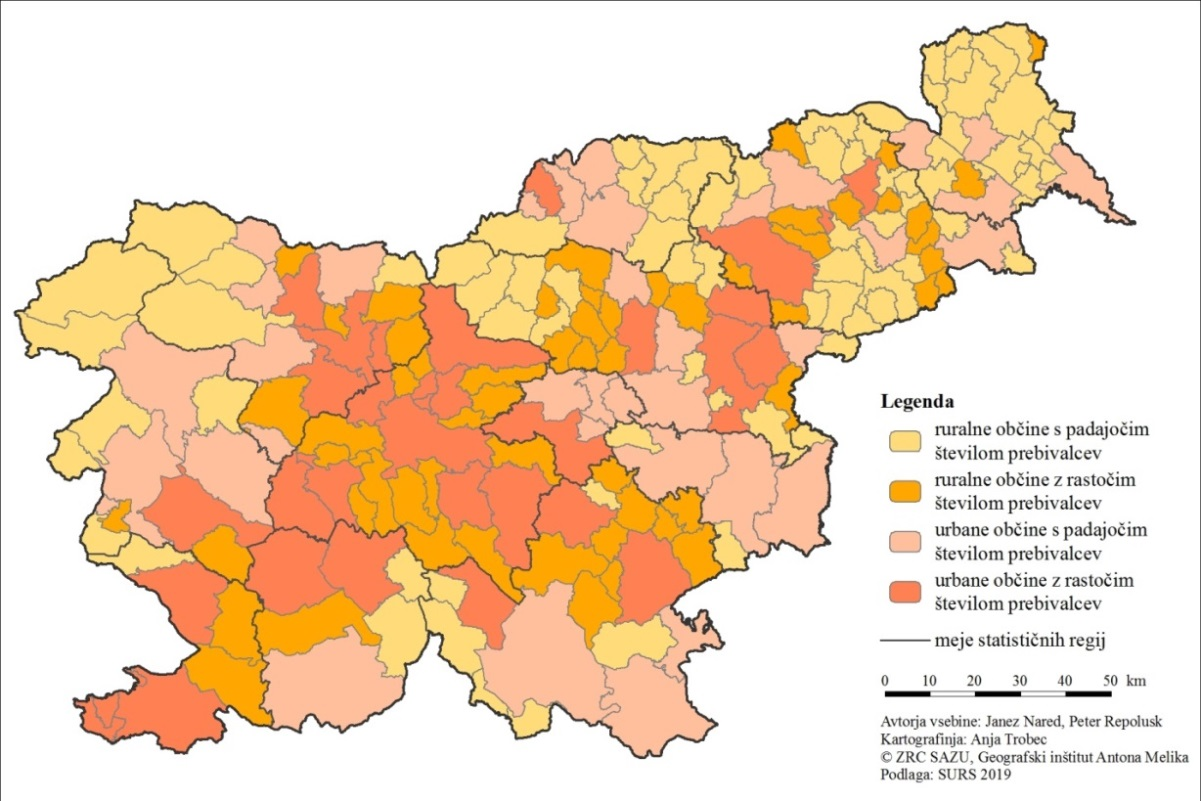 Legenda
ruralne občine s padajočim
številom prebivalcev
ruralne občine z rastočim
številom prebivalcev
urbane občine s padajočim
številom prebivalcev
urbane občine z rastočim
številom prebivalcev
meje statističnih regij
0 10 20 30 40 50 km
Avtorja vsebine: Janez Nared, Peter Repolusk
Kartografinja: Anja Trobec
© ZRC SAZU, Geografski inštitut Antona Melika
Podlaga: SURS 2019